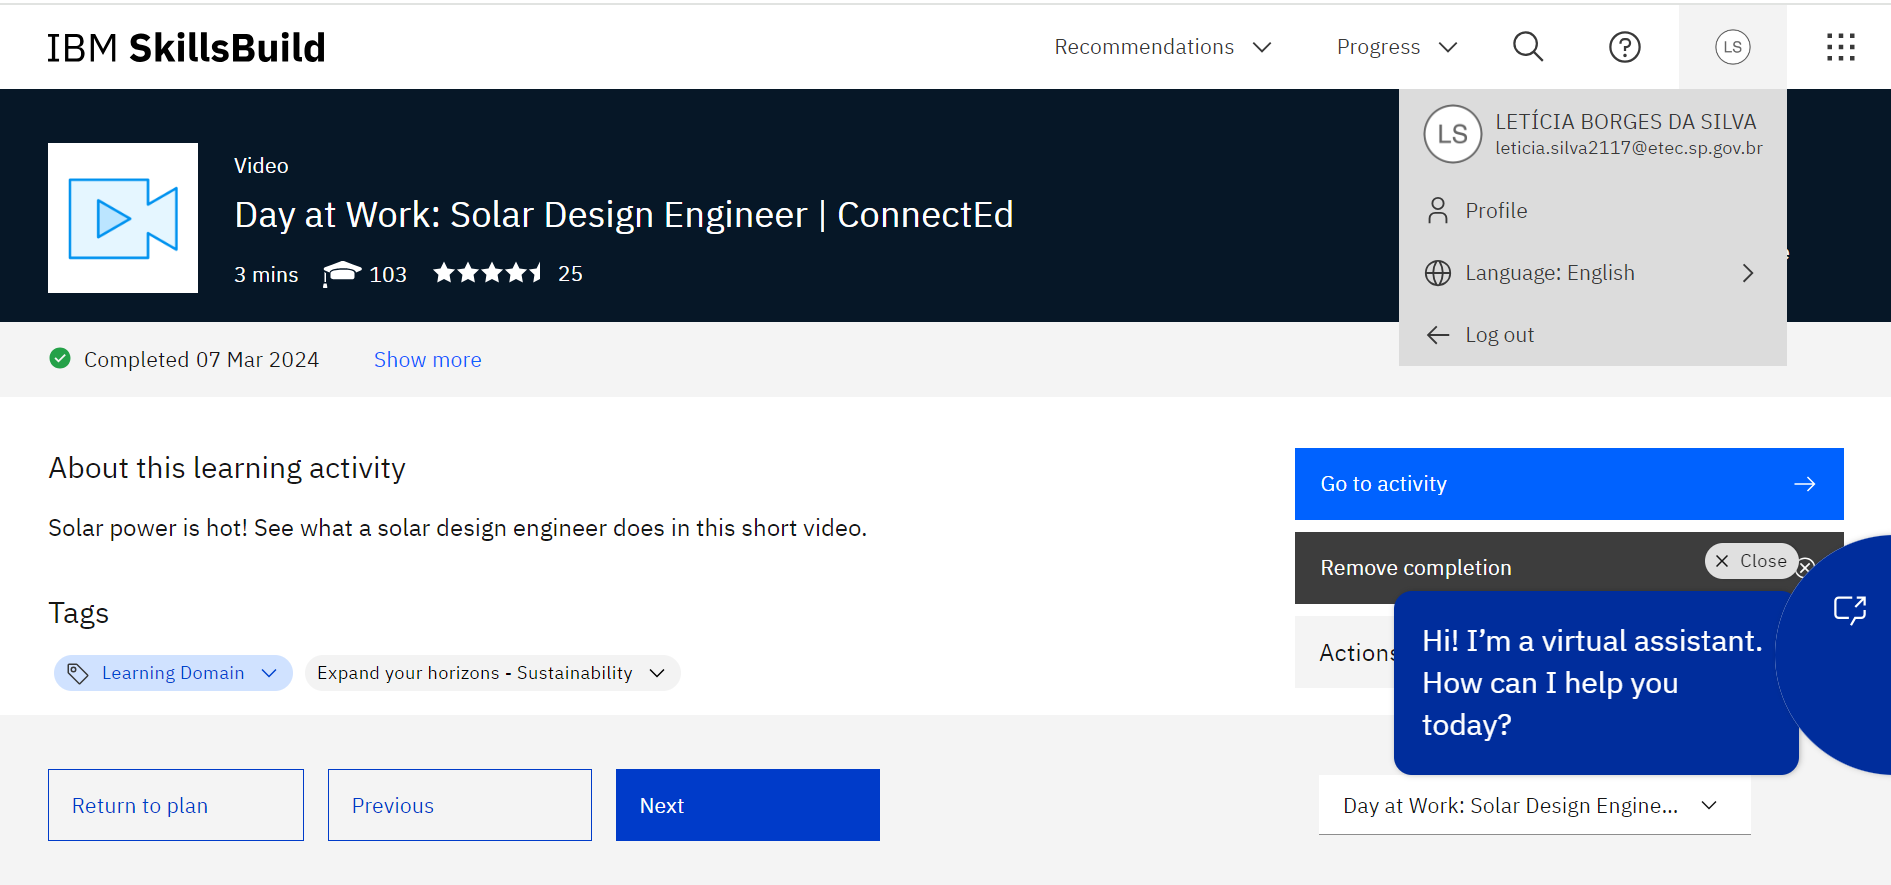 IBM SkillsBuild
Recommendations
Progress
LS
LS
LETÍCIA BORGES DA SILVA
leticia.silva2117@etec.sp.gov.br
Profile
Language: English
Log out
Video
Day at Work: Solar Design Engineer | ConnectEd
3 mins 103 25
Completed 07 Mar 2024 Show more
About this learning activity
Solar power is hot! See what a solar design engineer does in this short video.
Tags
Learning Domain
Expand your horizons - Sustainability
Go to activity
Remove completion
Close
Actions
Hi! I’m a virtual assistant.
How can I help you
today?
Return to plan
Previous
Next
Day at Work: Solar Design Engine...